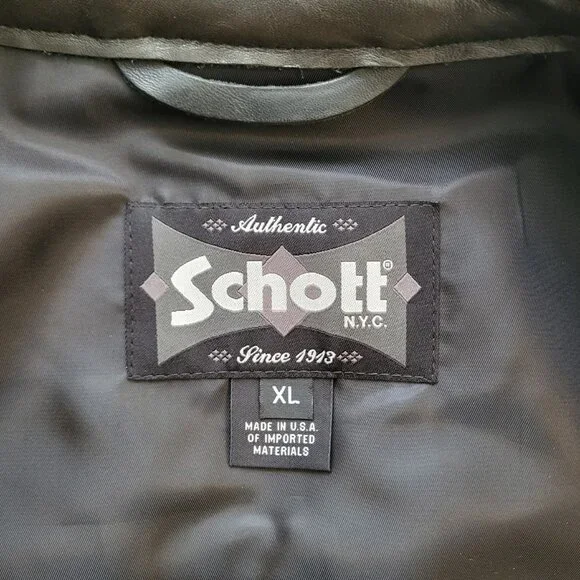 Authentic
Schott®
N.Y.C.
Since 1913
XL
MADE IN U.S.A.
OF IMPORTED
MATERIALS